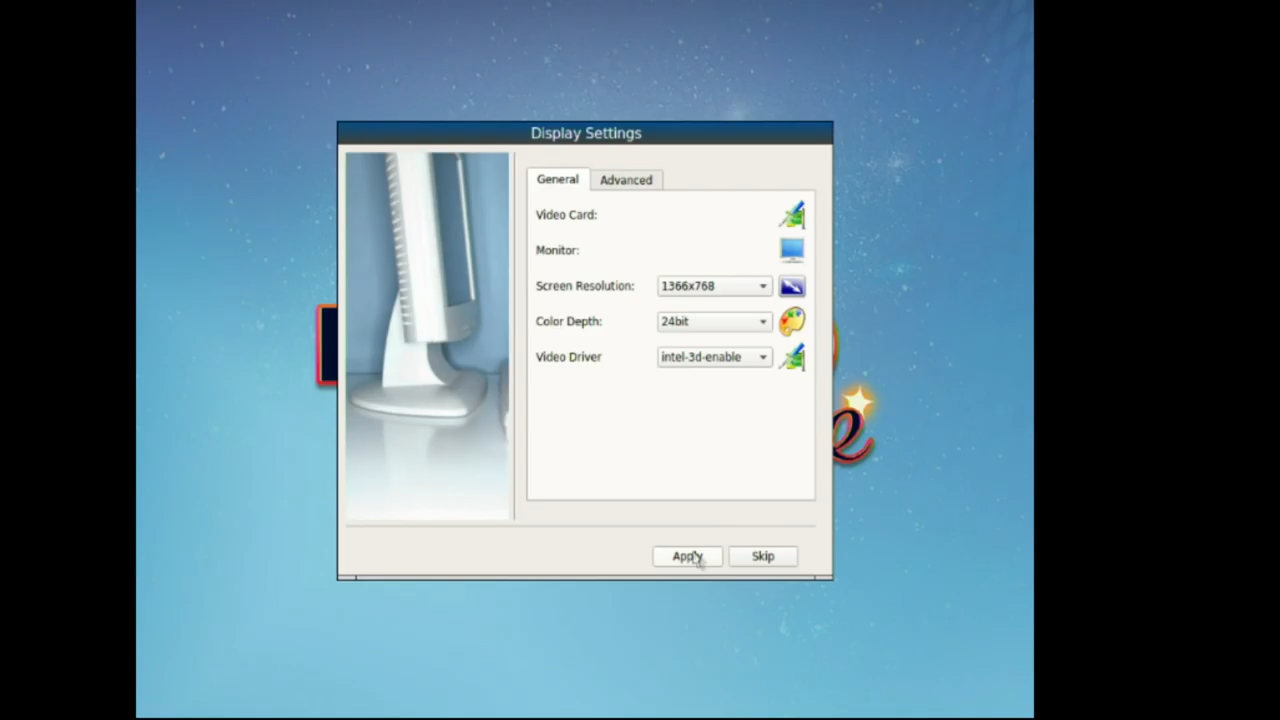 Display Settings
General Advanced
Video Card:
Monitor:
Screen Resolution: 1366x768
Color Depth: 24bit
Video Driver intel-3d-enable
e
Apply Skip